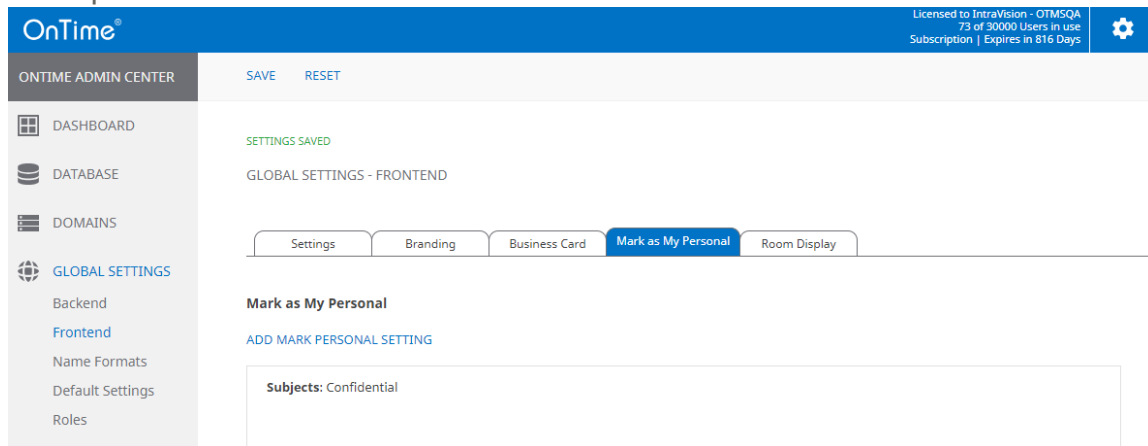 OnTime®
Licensed to IntraVision - OTMSQA
73 of 30000 Users in use
Subscription | Expires in 816 Days
ONTIME ADMIN CENTER
SAVE RESET
DASHBOARD
DATABASE
DOMAINS
GLOBAL SETTINGS
Backend
Frontend
Name Formats
Default Settings
Roles
SETTINGS SAVED
GLOBAL SETTINGS - FRONTEND
Settings Branding Business Card Mark as My Personal Room Display
Mark as My Personal
ADD MARK PERSONAL SETTING
Subjects: Confidential